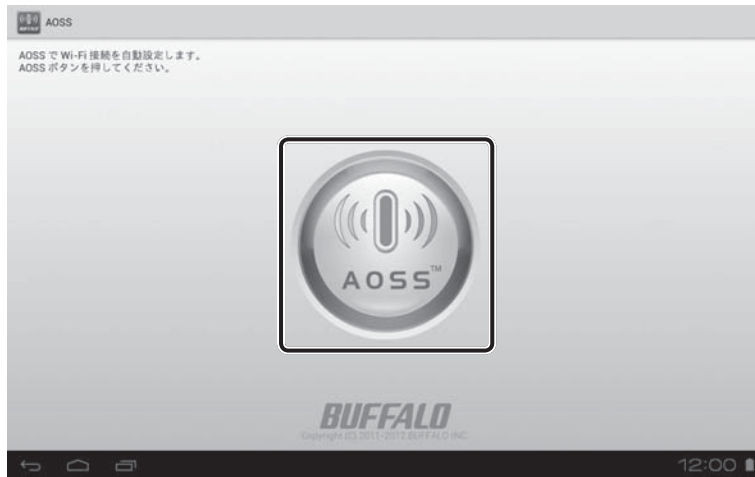 AOSS
AOSS で Wi-Fi 接続を自動設定します。
AOSS ボタンを押してください。
AOSS™
BUFFALO
Copyright (C) 2011-2012 BUFFALO INC.
12:00